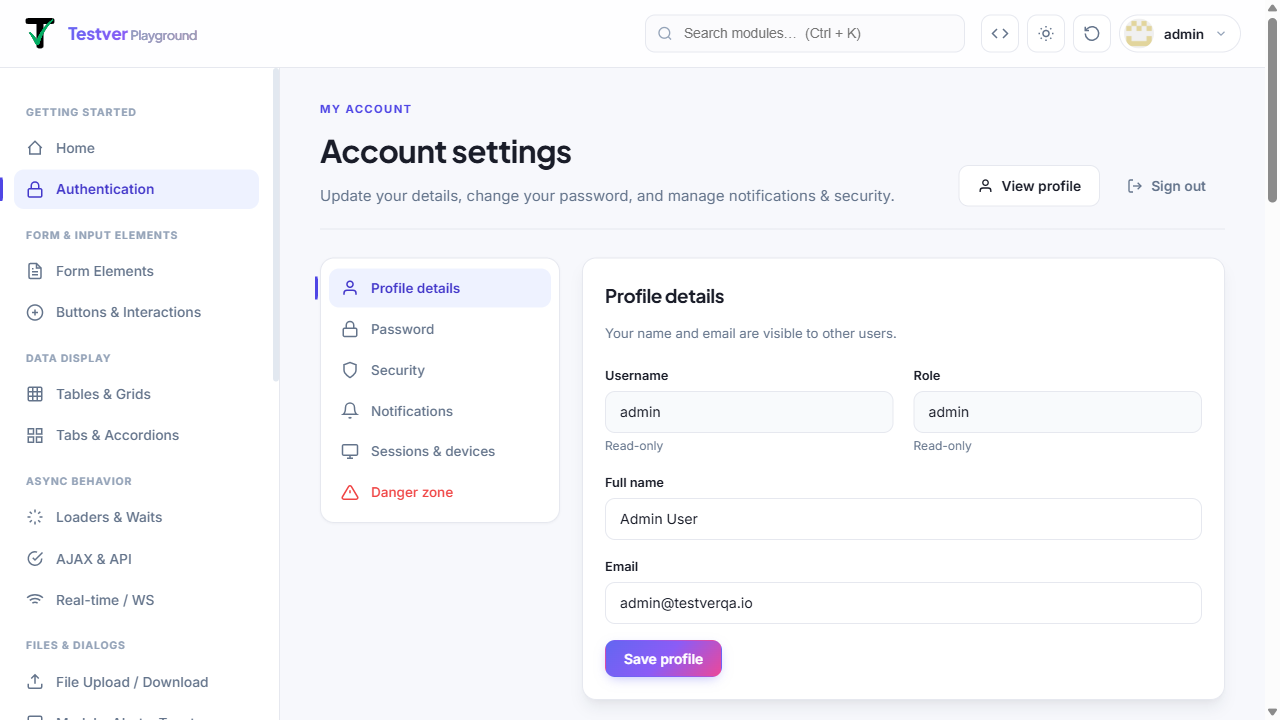 Testver Playground
Search modules... (Ctrl + K)
admin
GETTING STARTED
Home
Authentication
FORM & INPUT ELEMENTS
Form Elements
Buttons & Interactions
DATA DISPLAY
Tables & Grids
Tabs & Accordions
ASYNC BEHAVIOR
Loaders & Waits
AJAX & API
Real-time / WS
FILES & DIALOGS
File Upload / Download
MY ACCOUNT
Account settings
Update your details, change your password, and manage notifications & security.
View profile
Sign out
Profile details
Password
Security
Notifications
Sessions & devices
Danger zone
Profile details
Your name and email are visible to other users.
Username
Role
admin
admin
Read-only
Read-only
Full name
Admin User
Email
admin@testverqa.io
Save profile